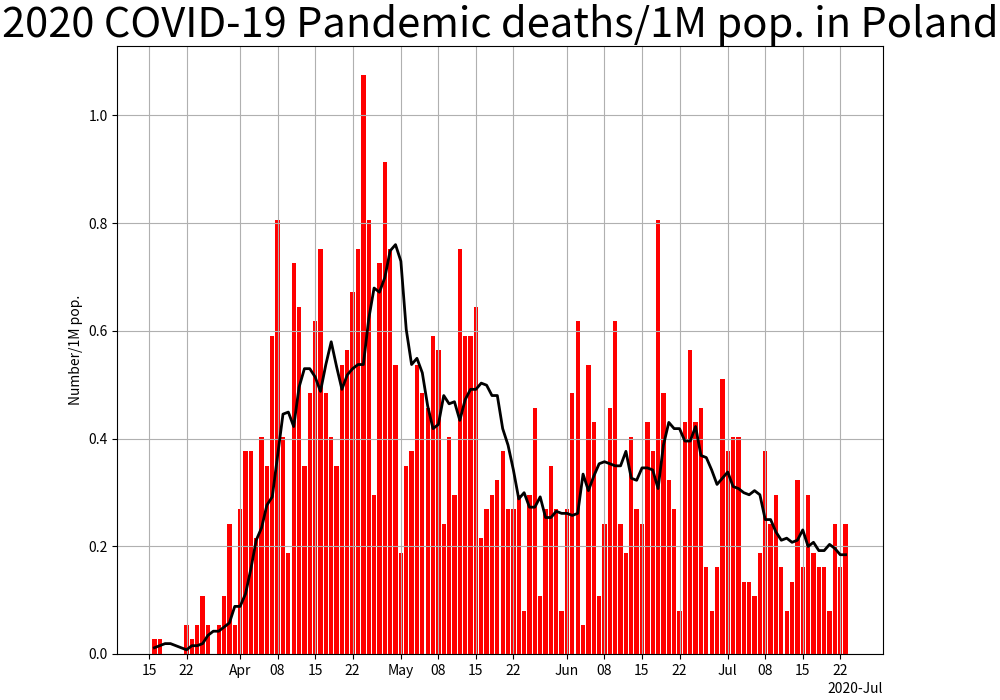 2020 COVID-19 Pandemic deaths/1M pop. in Poland
Number/1M pop.
1.0
0.8
0.6
0.4
0.2
0.0
15 22 Apr 08 15 22 May 08 15 22 Jun 08 15 22 Jul 08 15 22
2020-Jul